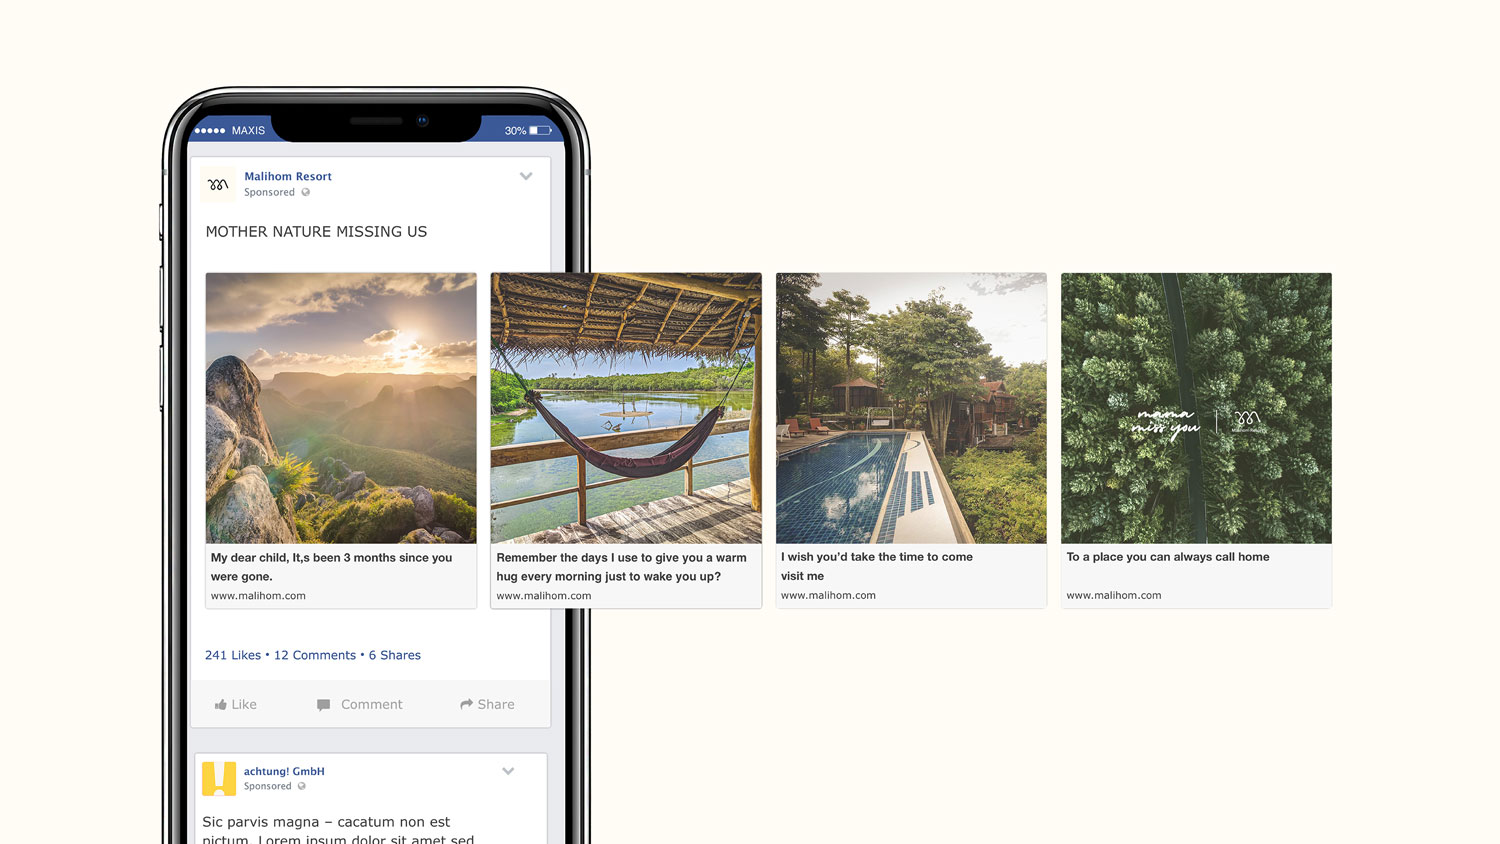 MAXIS
30%
Malihom Resort
Sponsored
MOTHER NATURE MISSING US
My dear child, It,s been 3 months since you
were gone.
www.malihom.com
Remember the days I use to give you a warm
hug every morning just to wake you up?
www.malihom.com
I wish you'd take the time to come
visit me
www.malihom.com
mama
miss you
Malihom Resort
To a place you can always call home
www.malihom.com
241 Likes • 12 Comments • 6 Shares
Like
Comment
Share
achtung! GmbH
Sponsored
Sic parvis magna – cacatum non est
pictum. Lorem ipsum dolor sit amet sed